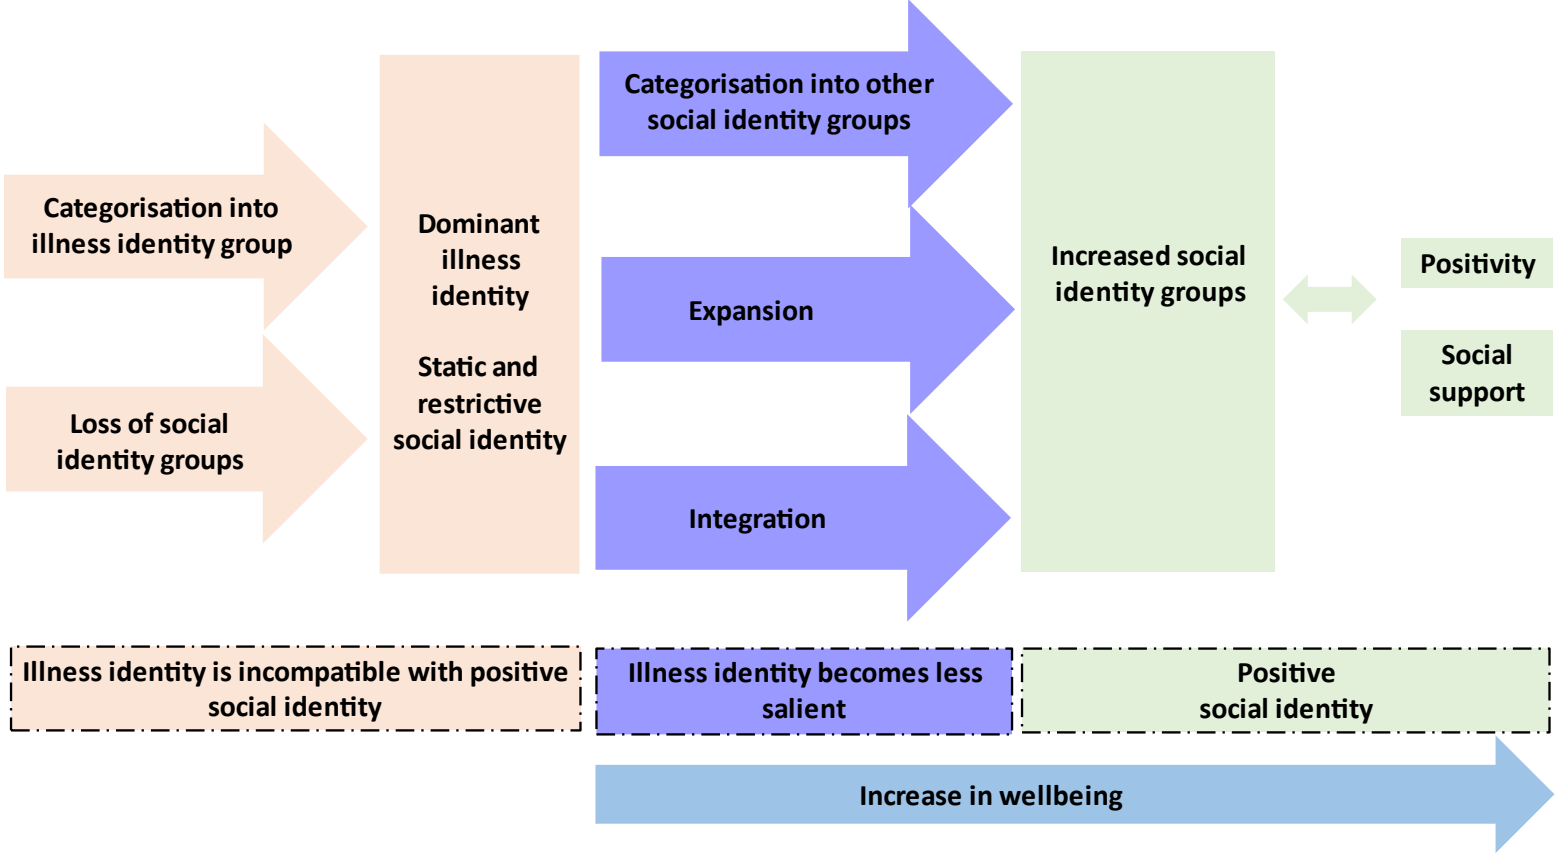 Categorisation into
illness identity group
Loss of social
identity groups
Dominant
illness
identity
Static and
restrictive
social identity
Categorisation into other
social identity groups
Expansion
Integration
Increased social
identity groups
Positivity
Social
support
Illness identity is incompatible with positive
social identity
Illness identity becomes less
salient
Positive
social identity
Increase in wellbeing